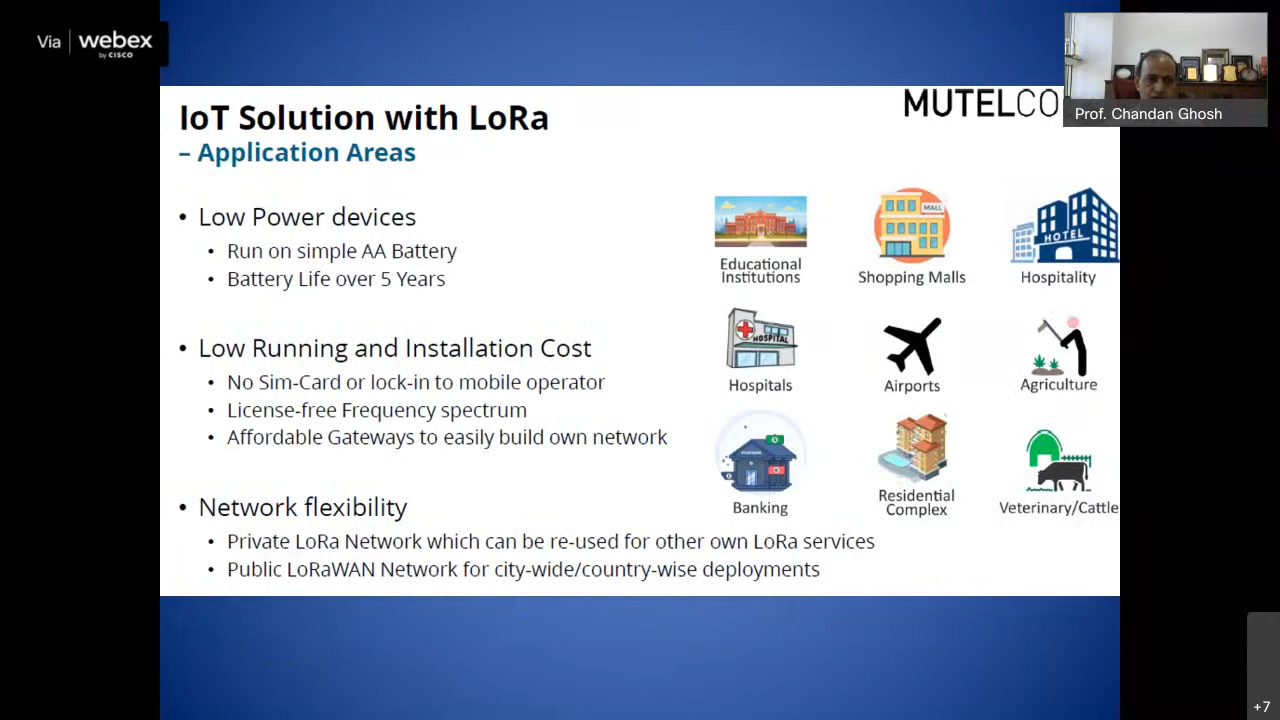 Via webex
by CISCO
MUTELCO
Prof. Chandan Ghosh
IoT Solution with LoRa
– Application Areas
• Low Power devices
• Run on simple AA Battery
• Battery Life over 5 Years
• Low Running and Installation Cost
• No Sim-Card or lock-in to mobile operator
• License-free Frequency spectrum
• Affordable Gateways to easily build own network
• Network flexibility
• Private LoRa Network which can be re-used for other own LoRa services
• Public LoRaWAN Network for city-wide/country-wise deployments
Educational
Institutions
MALL
Shopping Malls
HOTEL
Hospitality
HOSPITAL
Hospitals
Airports
Agriculture
Banking
Residential
Complex
Veterinary/Cattle
+7